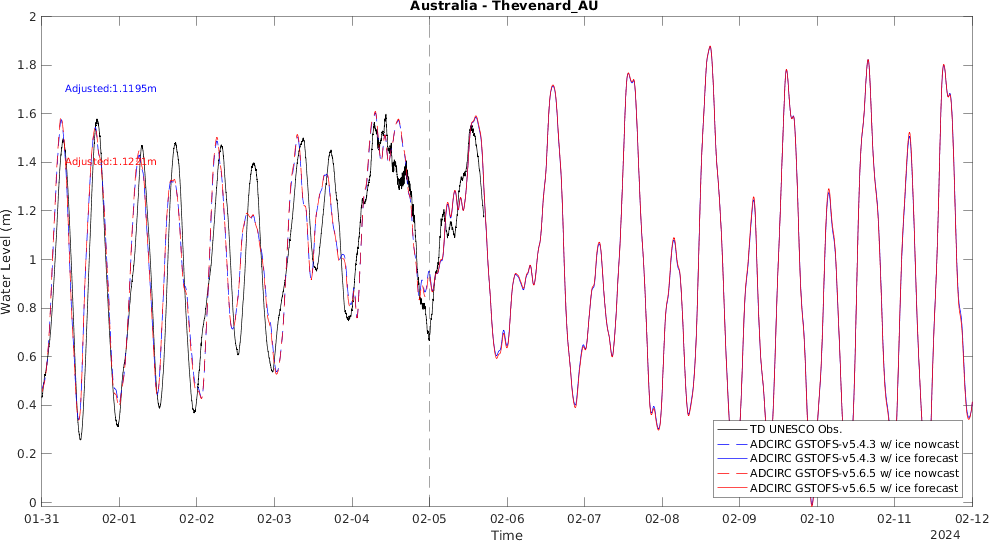 Australia - Thevenard_AU
2
1.8
1.6
1.4
1.2
1
0.8
0.6
0.4
0.2
0
Water Level (m)
Adjusted:1.1195m
Adjusted:1.1221m
TD UNESCO Obs.
ADCIRC GSTOFS-v5.4.3 w/ ice nowcast
ADCIRC GSTOFS-v5.4.3 w/ ice forecast
ADCIRC GSTOFS-v5.6.5 w/ ice nowcast
ADCIRC GSTOFS-v5.6.5 w/ ice forecast
01-31 02-01 02-02 02-03 02-04 02-05 02-06 02-07 02-08 02-09 02-10 02-11 02-12
Time
2024